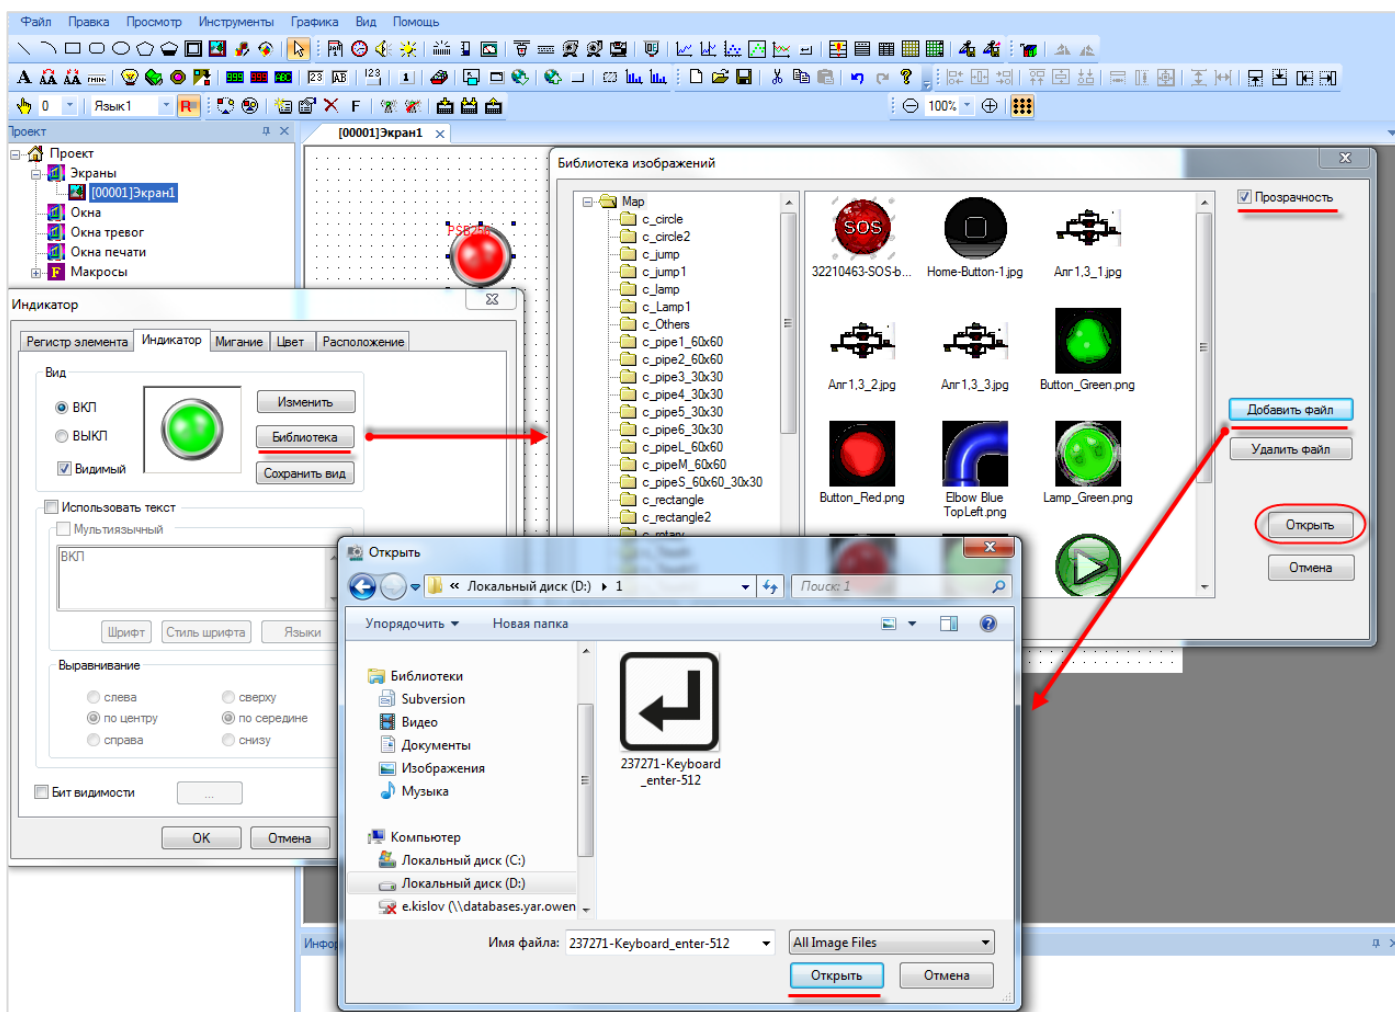 Файл Правка Просмотр Инструменты Графика Вид Помощь
0 Язык1 R 100%
Проект
[00001]Экран1
Проект
Экраны
[00001]Экран1
Окна
Окна тревог
Окна печати
Макросы
PSB256
Индикатор
Регистр элемента Индикатор Мигание Цвет Расположение
Вид
ВКЛ
ВЫКЛ
Видимый
Изменить
Библиотека
Сохранить вид
Использовать текст
Мультиязычный
ВКЛ
Шрифт Стиль шрифта Языки
Выравнивание
слева сверху
по центру по середине
справа снизу
Бит видимости ...
OK Отмена
Библиотека изображений
Map
c_circle
c_circle2
c_jump
c_jump1
c_lamp
c_Lamp1
c_Others
c_pipe1_60x60
c_pipe2_60x60
c_pipe3_30x30
c_pipe4_30x30
c_pipe5_30x30
c_pipe6_30x30
c_pipeL_60x60
c_pipeM_60x60
c_pipeS_60x60_30x30
c_rectangle
c_rectangle2
c_rotary
SOS
32210463-SOS-b... Home-Button-1.jpg Алг1,3_1.jpg
Алг1,3_2.jpg Алг1,3_3.jpg Button_Green.png
Button_Red.png Elbow Blue TopLeft.png Lamp_Green.png
Прозрачность
Добавить файл
Удалить файл
Открыть
Отмена
Открыть
« Локальный диск (D:) 1 Поиск: 1
Упорядочить Новая папка
Библиотеки
Subversion
Видео
Документы
Изображения
Музыка
Компьютер
Локальный диск (C:)
Локальный диск (D:)
e.kislov (\\databases.yar.owen
237271-Keyboard
_enter-512
Имя файла: 237271-Keyboard_enter-512 All Image Files
Открыть Отмена